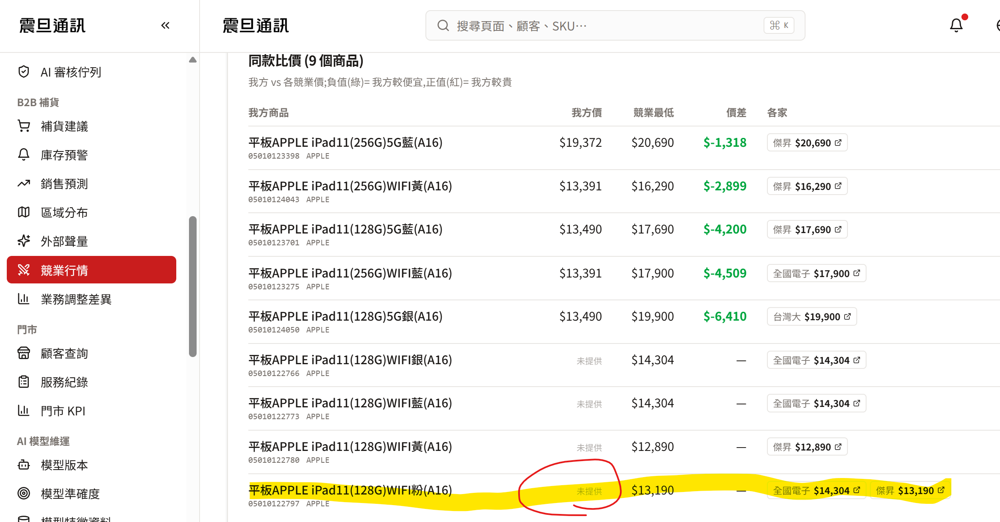 震旦通訊
震旦通訊
搜尋頁面、顧客、SKU…
⌘ K
AI 審核佇列
B2B 補貨
補貨建議
庫存預警
銷售預測
區域分布
外部聲量
競業行情
業務調整差異
門市
顧客查詢
服務紀錄
門市 KPI
AI 模型維運
模型版本
模型準確度
模型特徵資料
同款比價 (9 個商品)
我方 vs 各競業價;負值(綠)= 我方較便宜,正值(紅)= 我方較貴
我方商品 我方價 競業最低 價差 各家
平板APPLE iPad11(256G)5G藍(A16) $19,372 $20,690 $-1,318 傑昇 $20,690
05010123398 APPLE
平板APPLE iPad11(256G)WIFI黃(A16) $13,391 $16,290 $-2,899 傑昇 $16,290
05010124043 APPLE
平板APPLE iPad11(128G)5G藍(A16) $13,490 $17,690 $-4,200 傑昇 $17,690
05010123701 APPLE
平板APPLE iPad11(256G)WIFI藍(A16) $13,391 $17,900 $-4,509 全國電子 $17,900
05010123275 APPLE
平板APPLE iPad11(128G)5G銀(A16) $13,490 $19,900 $-6,410 台灣大 $19,900
05010124050 APPLE
平板APPLE iPad11(128G)WIFI銀(A16) 未提供 $14,304 — 全國電子 $14,304
05010122766 APPLE
平板APPLE iPad11(128G)WIFI藍(A16) 未提供 $14,304 — 全國電子 $14,304
05010122773 APPLE
平板APPLE iPad11(128G)WIFI黃(A16) 未提供 $12,890 — 傑昇 $12,890
05010122780 APPLE
平板APPLE iPad11(128G)WIFI粉(A16) 未提供 $13,190 — 全國電子 $14,304 傑昇 $13,190
05010122797 APPLE